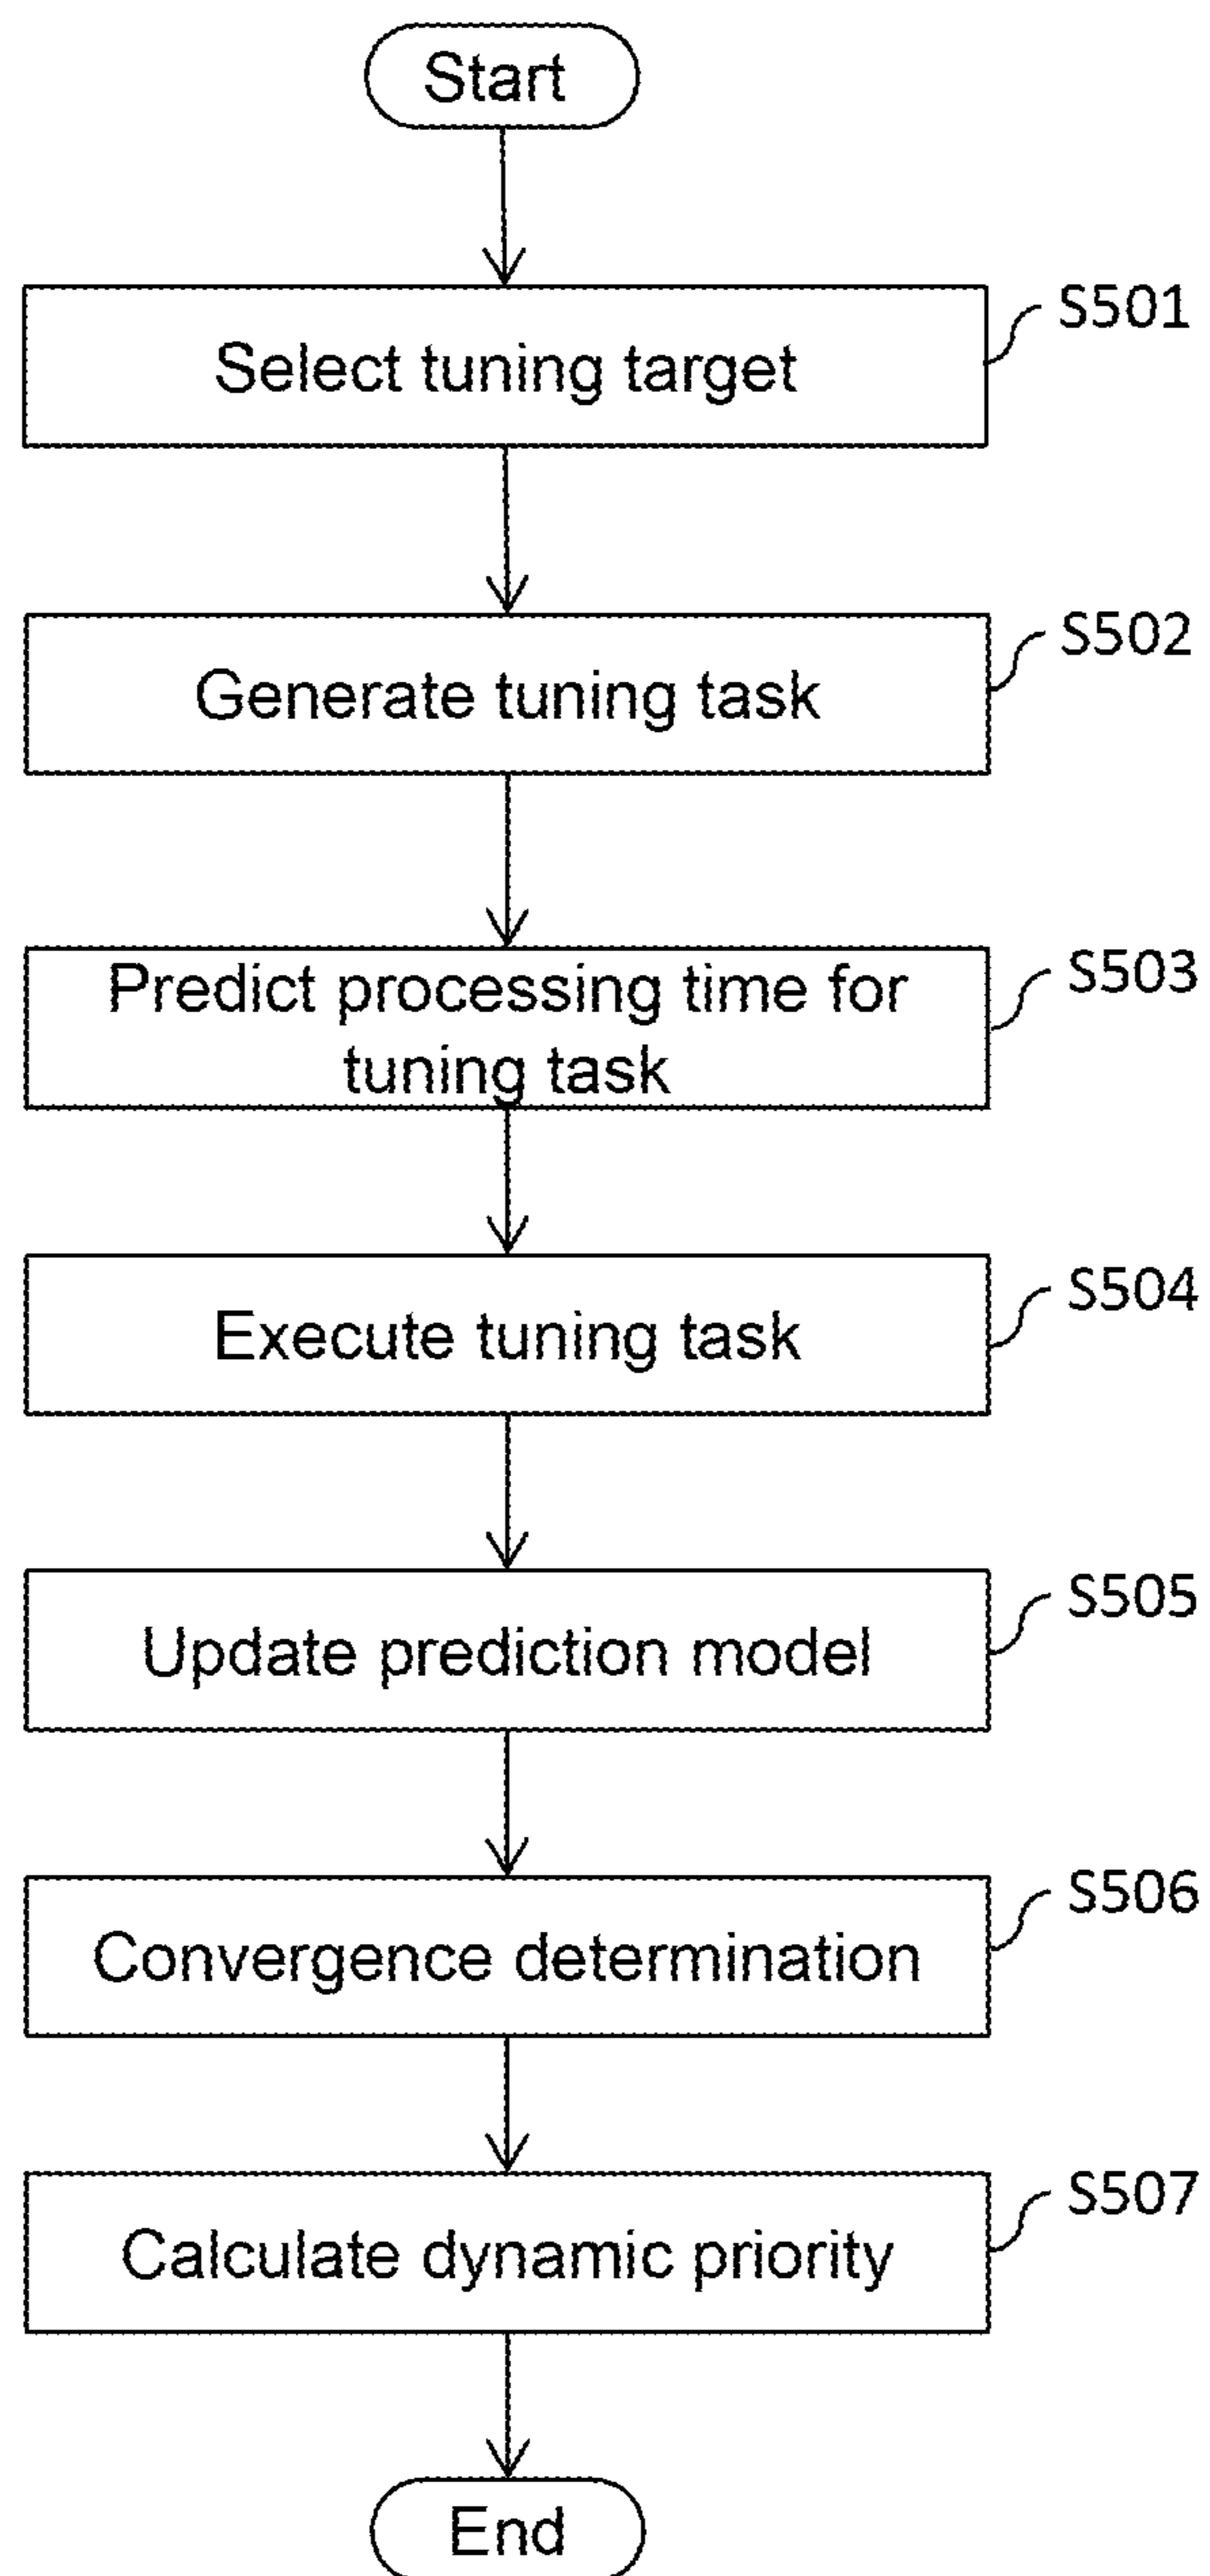 Start
Select tuning target
S501
Generate tuning task
S502
Predict processing time for
tuning task
S503
Execute tuning task
S504
Update prediction model
S505
Convergence determination
S506
Calculate dynamic priority
S507
End